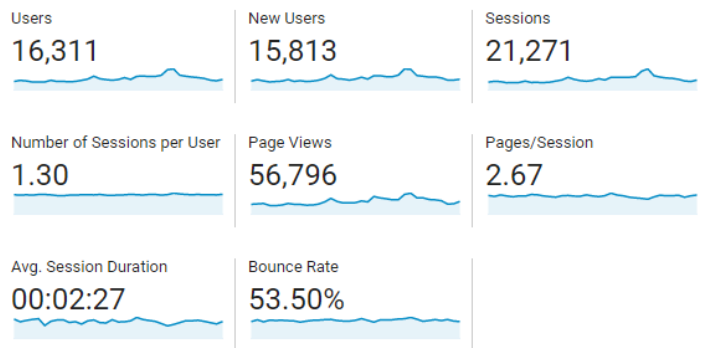 Users
16,311
New Users
15,813
Sessions
21,271
Number of Sessions per User
1.30
Page Views
56,796
Pages/Session
2.67
Avg. Session Duration
00:02:27
Bounce Rate
53.50%